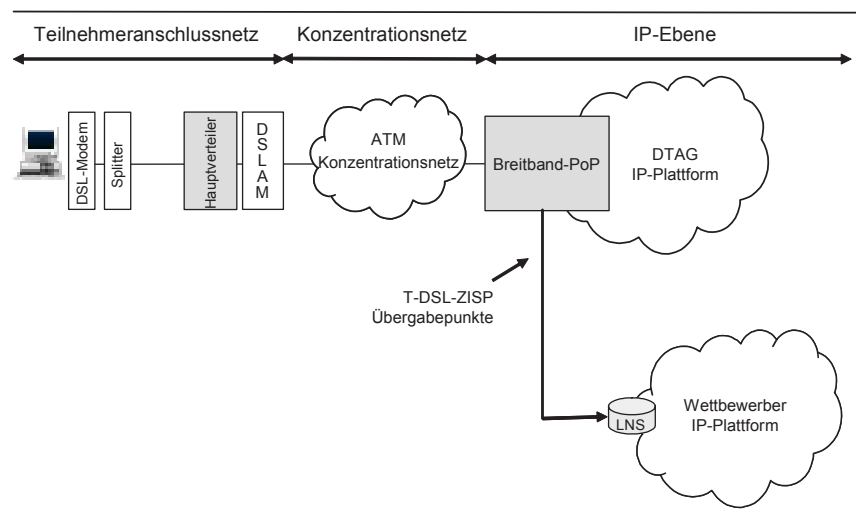 Teilnehmeranschlussnetz
Konzentrationsnetz
IP-Ebene
DSL-Modem
Splitter
Hauptverteiler
DSLAM
ATM
Konzentrationsnetz
Breitband-PoP
DTAG
IP-Plattform
T-DSL-ZISP
Übergabepunkte
LNS
Wettbewerber
IP-Plattform